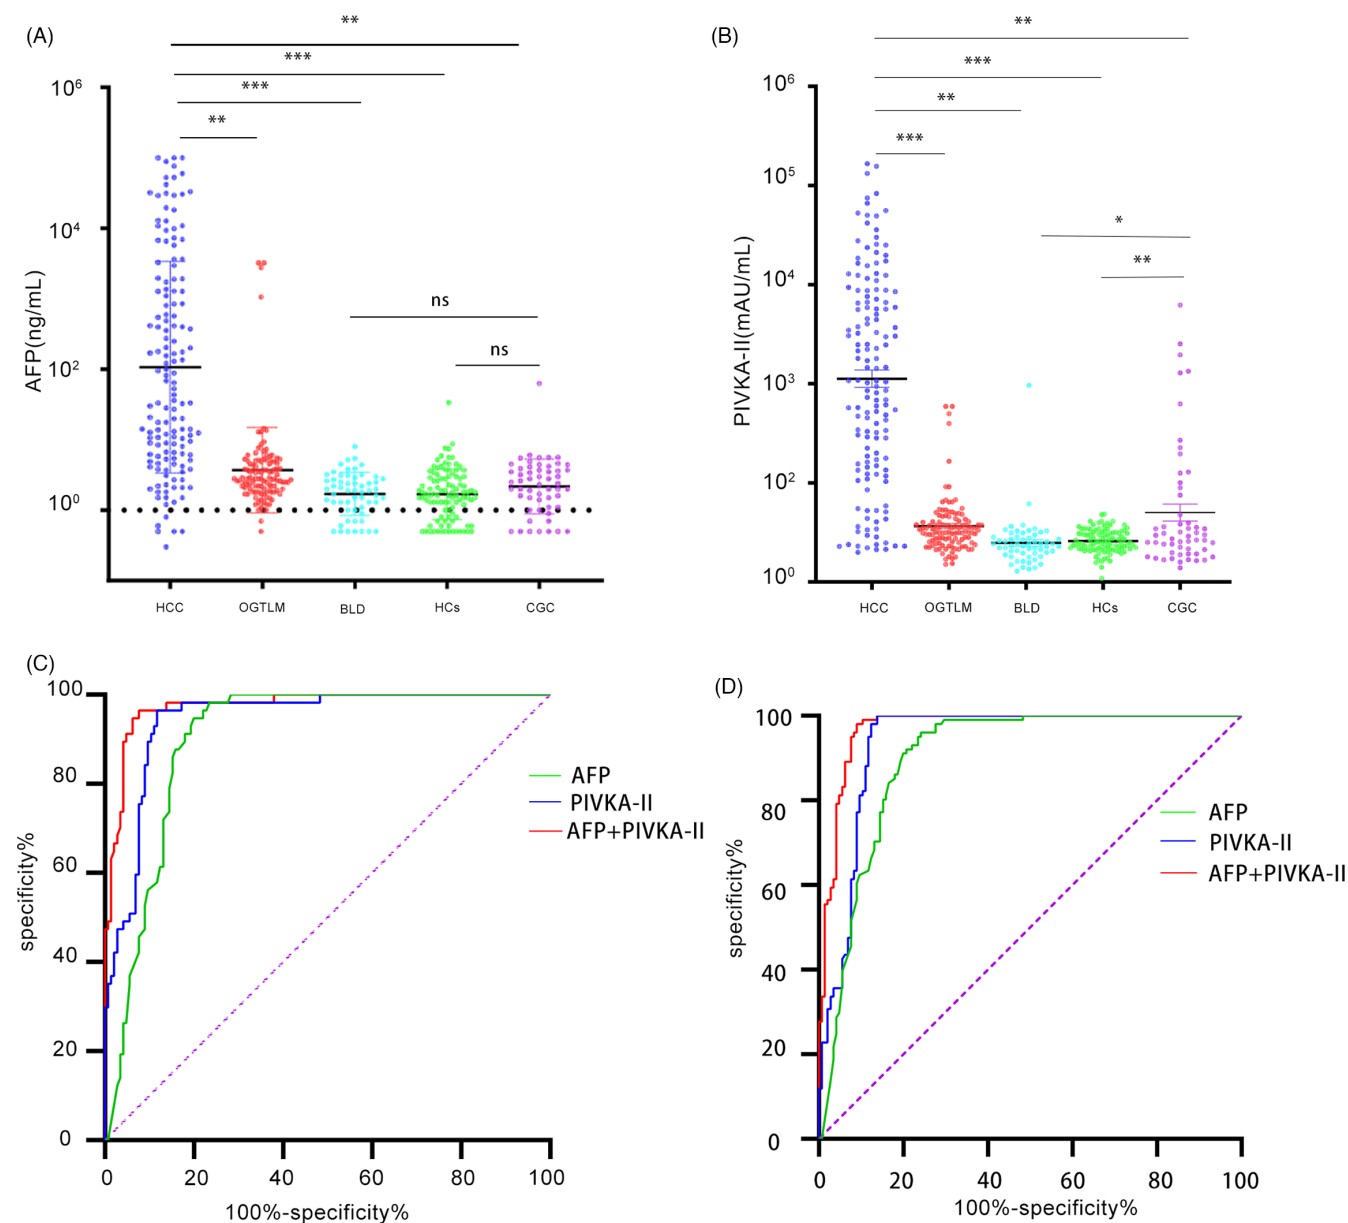 (A)
**
***
***
**
ns
ns
10⁶
10⁴
10²
10⁰
AFP(ng/mL)
HCC OGTLM BLD HCs CGC
(B)
**
***
**
***
*
**
10⁶
10⁵
10⁴
10³
10²
10⁰
PIVKA-II(mAU/mL)
HCC OGTLM BLD HCs CGC
(C)
100
80
60
40
20
0
specificity%
AFP
PIVKA-II
AFP+PIVKA-II
0 20 40 60 80 100
100%-specificity%
(D)
100
80
60
40
20
0
specificity%
AFP
PIVKA-II
AFP+PIVKA-II
0 20 40 60 80 100
100%-specificity%